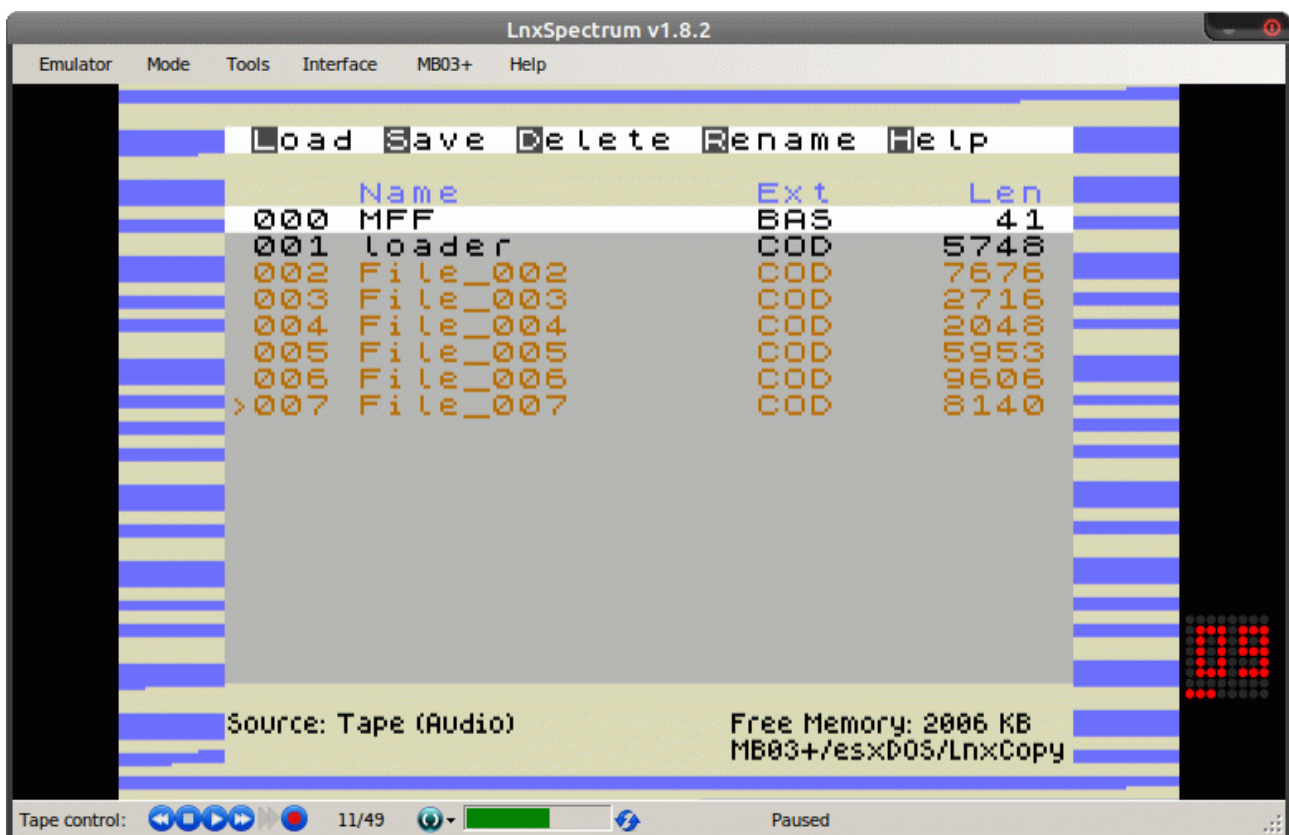 LnxSpectrum v1.8.2
Emulator Mode Tools Interface MB03+ Help
Load Save Delete Rename Help
Name Ext Len
000 MFF BAS 41
001 loader COD 5748
002 File_002 COD 7676
003 File_003 COD 2716
004 File_004 COD 2048
005 File_005 COD 5953
006 File_006 COD 9606
>007 File_007 COD 8140
09
Source: Tape (Audio) Free Memory: 2006 KB
MB03+/esxDOS/LnxCopy
Tape control: 11/49 Paused